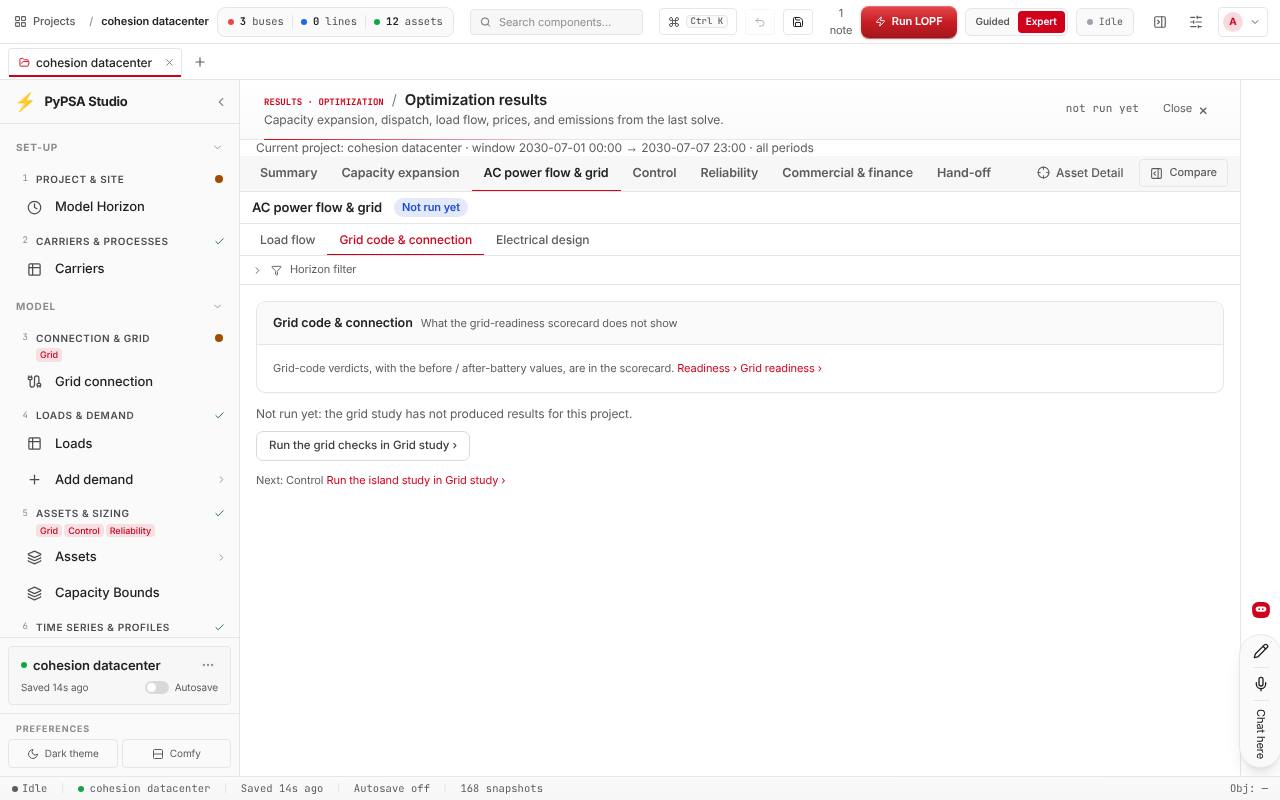 Projects / cohesion datacenter
3 buses 0 lines 12 assets
Search components...
⌘ Ctrl K
1 note
Run LOPF
Guided Expert
Idle
A
cohesion datacenter
PyPSA Studio
SET-UP
1 PROJECT & SITE
Model Horizon
2 CARRIERS & PROCESSES
Carriers
MODEL
3 CONNECTION & GRID
Grid
Grid connection
4 LOADS & DEMAND
Loads
Add demand
5 ASSETS & SIZING
Grid Control Reliability
Assets
Capacity Bounds
6 TIME SERIES & PROFILES
cohesion datacenter
Saved 14s ago Autosave
PREFERENCES
Dark theme Comfy
RESULTS · OPTIMIZATION / Optimization results
Capacity expansion, dispatch, load flow, prices, and emissions from the last solve.
not run yet Close ×
Current project: cohesion datacenter · window 2030-07-01 00:00 → 2030-07-07 23:00 · all periods
Summary Capacity expansion AC power flow & grid Control Reliability Commercial & finance Hand-off Asset Detail Compare
AC power flow & grid Not run yet
Load flow Grid code & connection Electrical design
Horizon filter
Grid code & connection What the grid-readiness scorecard does not show
Grid-code verdicts, with the before / after-battery values, are in the scorecard. Readiness › Grid readiness ›
Not run yet: the grid study has not produced results for this project.
Run the grid checks in Grid study ›
Next: Control Run the island study in Grid study ›
Chat here
Idle cohesion datacenter Saved 14s ago Autosave off 168 snapshots Obj: —